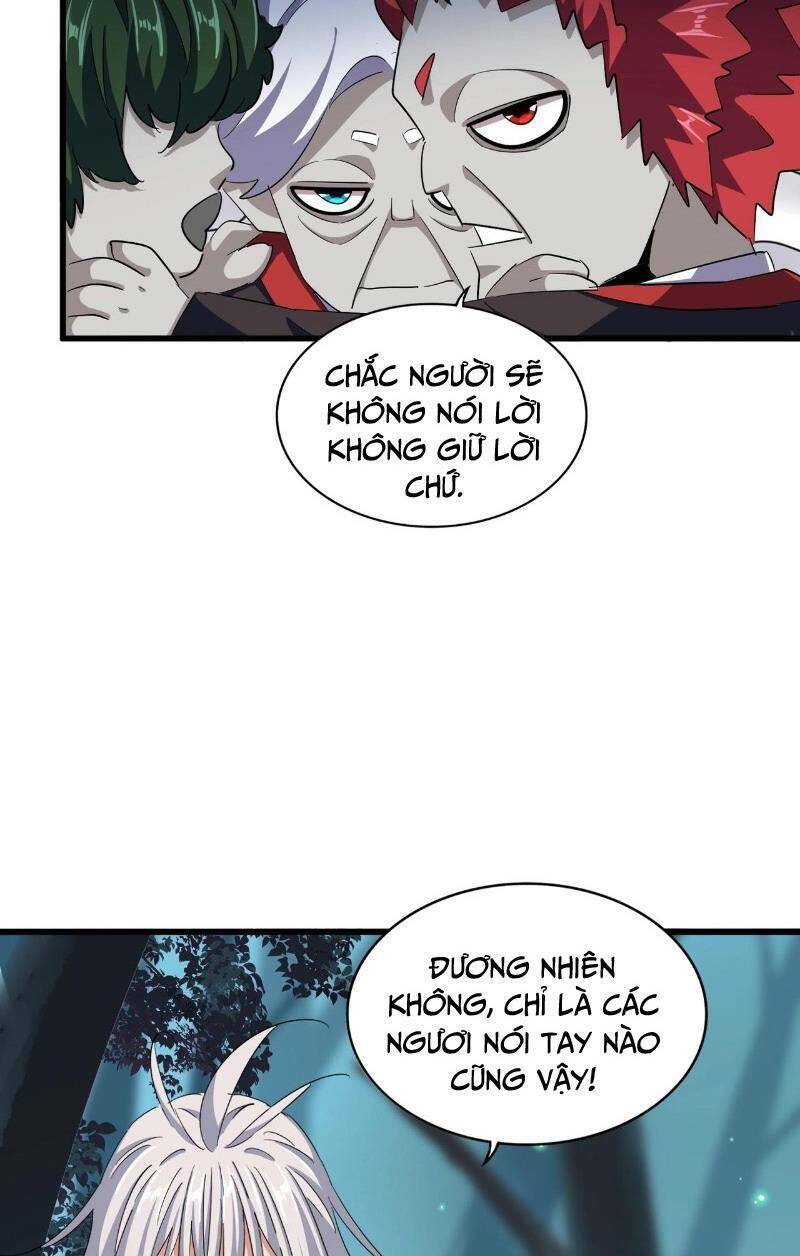 CHẮC NGƯỜI SẼ
KHÔNG NÓI LỜI
KHÔNG GIỮ LỜI
CHỨ.
ĐƯƠNG NHIÊN
KHÔNG, CHỈ LÀ CÁC
NGƯƠI NÓI TAY NÀO
CŨNG VẬY!